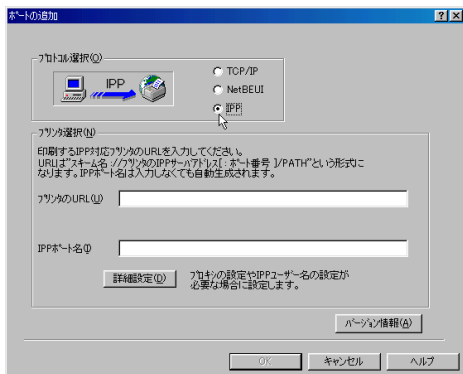 ﾎﾟｰﾄの追加
ﾌﾟﾛﾄｺﾙ選択(O)
IPP
TCP/IP
NetBEUI
IPP
ﾌﾟﾘﾝﾀ選択(N)
印刷するIPP対応ﾌﾟﾘﾝﾀのURLを入力してください。
URLは"ｽｷｰﾑ名 ://ﾌﾟﾘﾝﾀのIPPｻｰﾊﾞｱﾄﾞﾚｽ[：ﾎﾟｰﾄ番号 ]/PATH"という形式に
なります。IPPﾎﾟｰﾄ名は入力しなくても自動生成されます。
ﾌﾟﾘﾝﾀのURL(U)
IPPﾎﾟｰﾄ名(I)
詳細設定(D)
ﾌﾟﾛｷｼの設定やIPPﾕｰｻﾞｰ名の設定が
必要な場合に設定します。
ﾊﾞｰｼﾞｮﾝ情報(A)
OK
ｷｬﾝｾﾙ
ﾍﾙﾌﾟ